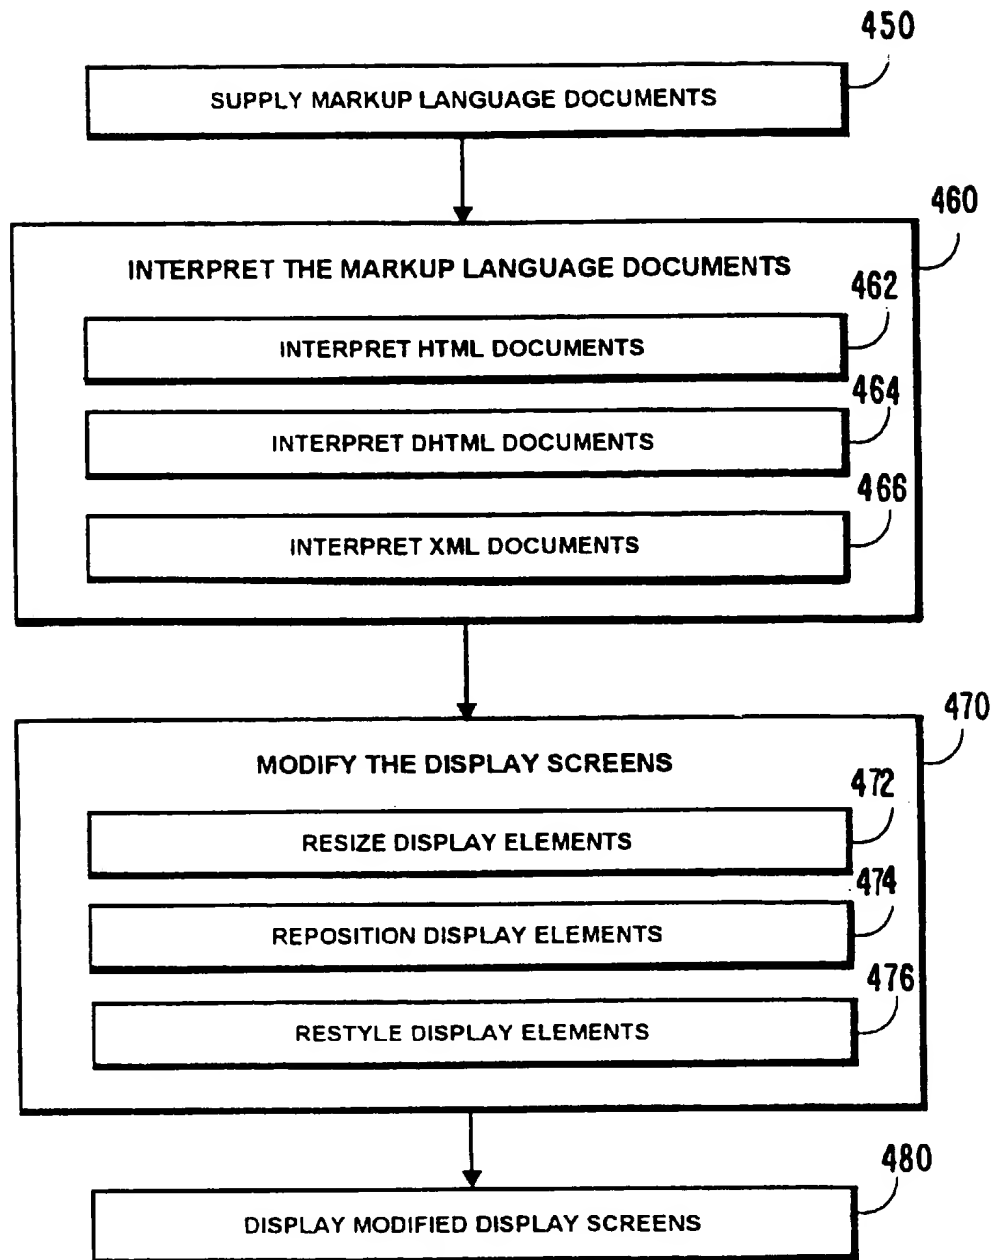 450
SUPPLY MARKUP LANGUAGE DOCUMENTS
460
INTERPRET THE MARKUP LANGUAGE DOCUMENTS
462
INTERPRET HTML DOCUMENTS
464
INTERPRET DHTML DOCUMENTS
466
INTERPRET XML DOCUMENTS
470
MODIFY THE DISPLAY SCREENS
472
RESIZE DISPLAY ELEMENTS
474
REPOSITION DISPLAY ELEMENTS
476
RESTYLE DISPLAY ELEMENTS
480
DISPLAY MODIFIED DISPLAY SCREENS